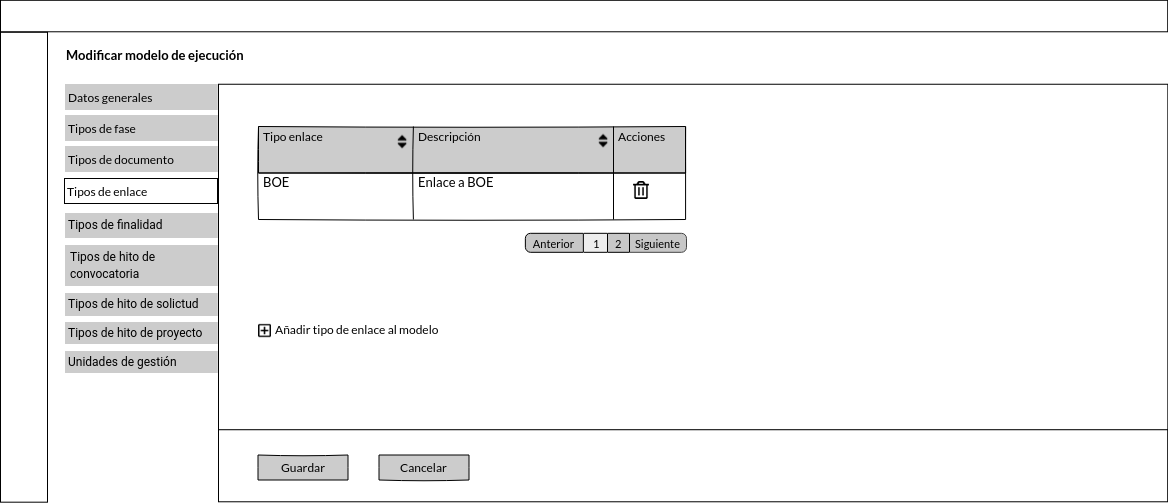 Modificar modelo de ejecución
Datos generales
Tipos de fase
Tipos de documento
Tipos de enlace
Tipos de finalidad
Tipos de hito de
convocatoria
Tipos de hito de solictud
Tipos de hito de proyecto
Unidades de gestión
Tipo enlace Descripción Acciones
BOE Enlace a BOE
Anterior 1 2 Siguiente
Añadir tipo de enlace al modelo
Guardar Cancelar